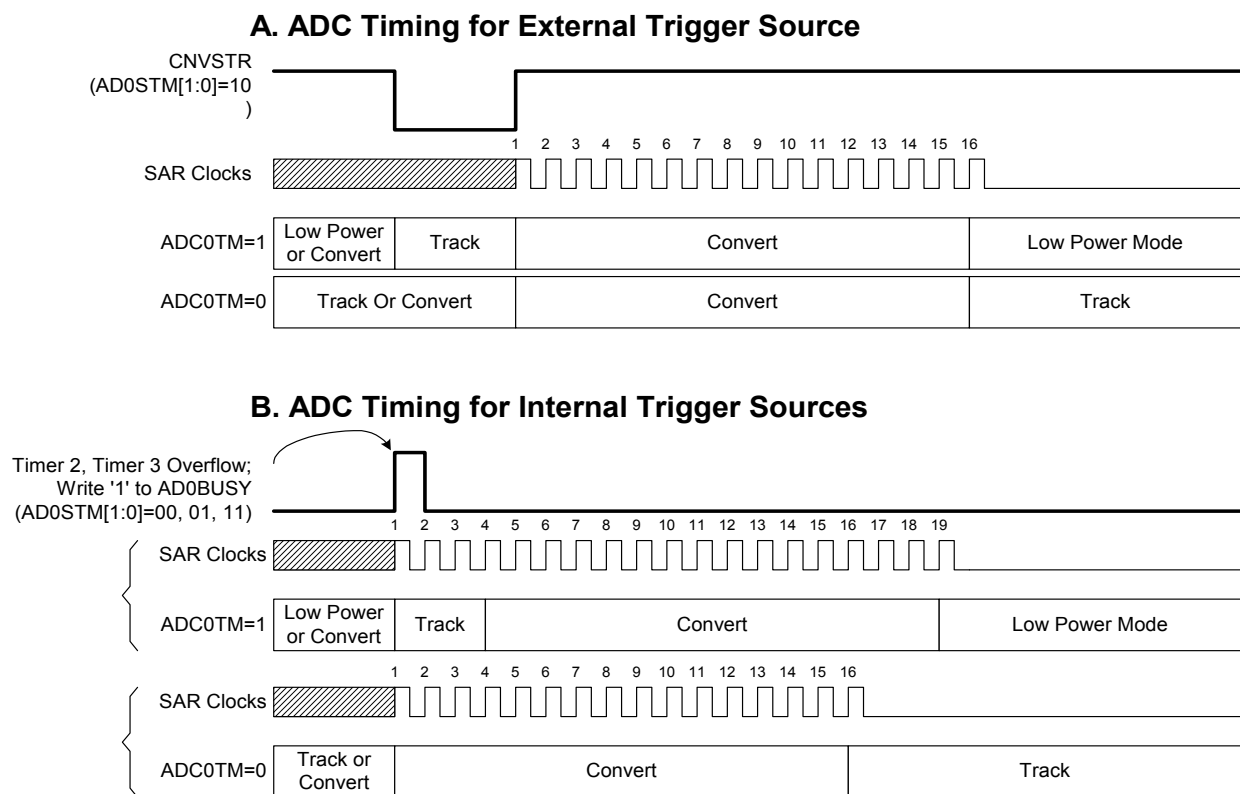 A. ADC Timing for External Trigger Source
CNVSTR
(AD0STM[1:0]=10
)
1 2 3 4 5 6 7 8 9 10 11 12 13 14 15 16
SAR Clocks
ADC0TM=1
Low Power
or Convert
Track
Convert
Low Power Mode
ADC0TM=0
Track Or Convert
Convert
Track
B. ADC Timing for Internal Trigger Sources
Timer 2, Timer 3 Overflow;
Write '1' to AD0BUSY
(AD0STM[1:0]=00, 01, 11)
1 2 3 4 5 6 7 8 9 10 11 12 13 14 15 16 17 18 19
SAR Clocks
ADC0TM=1
Low Power
or Convert
Track
Convert
Low Power Mode
1 2 3 4 5 6 7 8 9 10 11 12 13 14 15 16
SAR Clocks
ADC0TM=0
Track or
Convert
Convert
Track